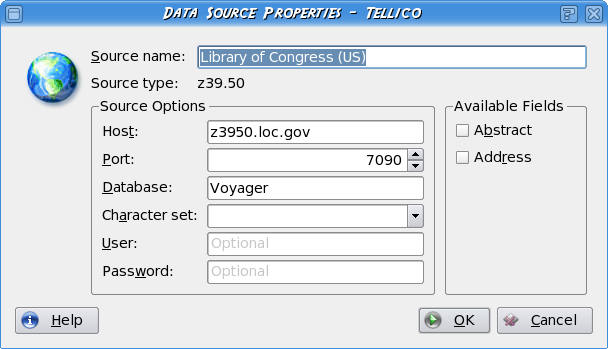 Data Source Properties - Tellico
Source name: Library of Congress (US)
Source type: z39.50
Source Options
Available Fields
Host: z3950.loc.gov
Abstract
Port: 7090
Address
Database: Voyager
Character set:
User: Optional
Password: Optional
Help
OK
Cancel